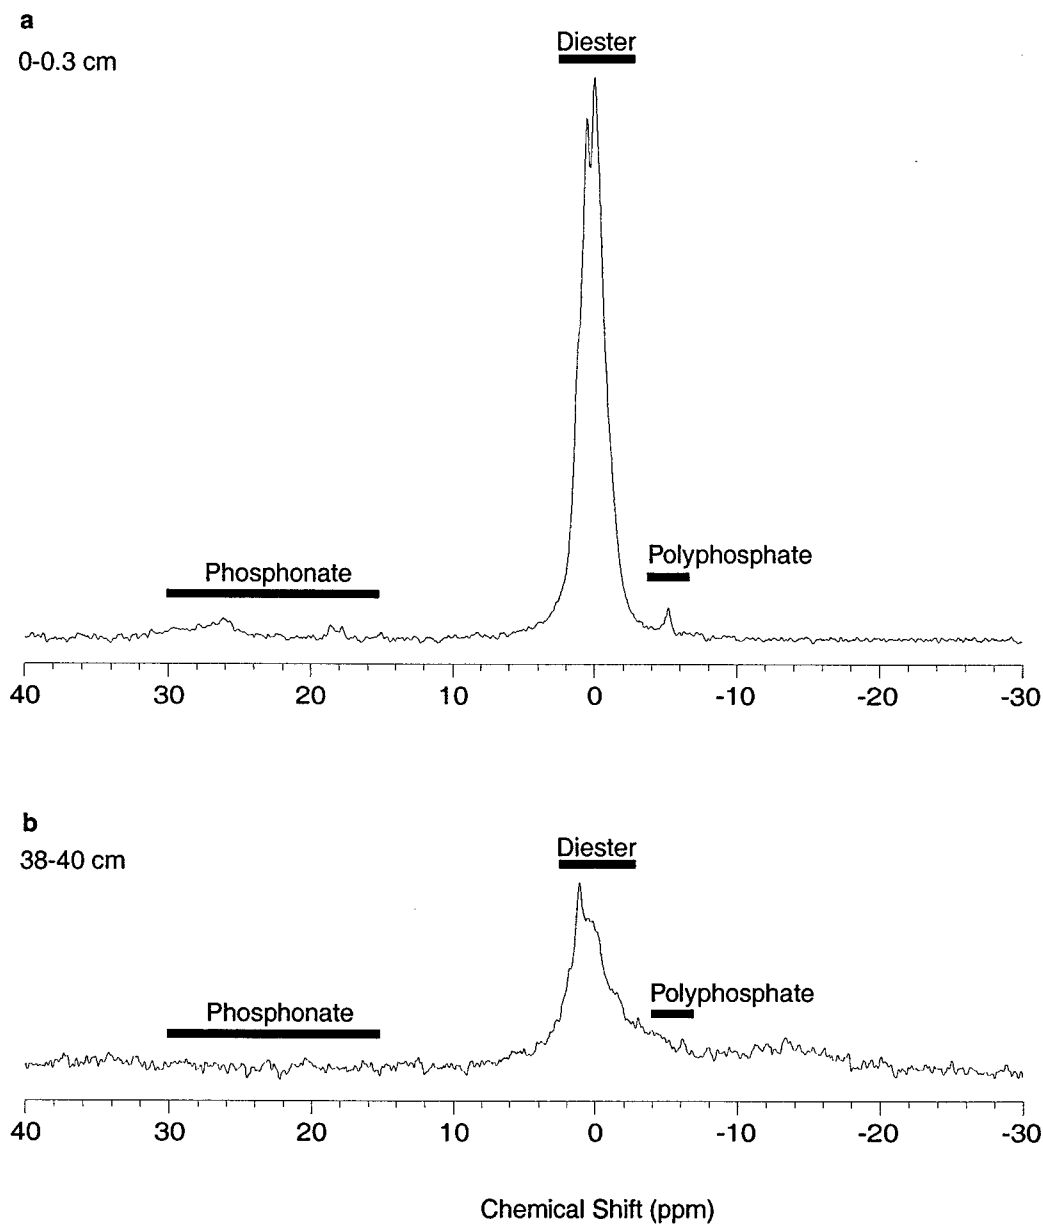 a
0-0.3 cm
Diester
Phosphonate
Polyphosphate
40 30 20 10 0 -10 -20 -30
b
38-40 cm
Diester
Phosphonate
Polyphosphate
40 30 20 10 0 -10 -20 -30
Chemical Shift (ppm)